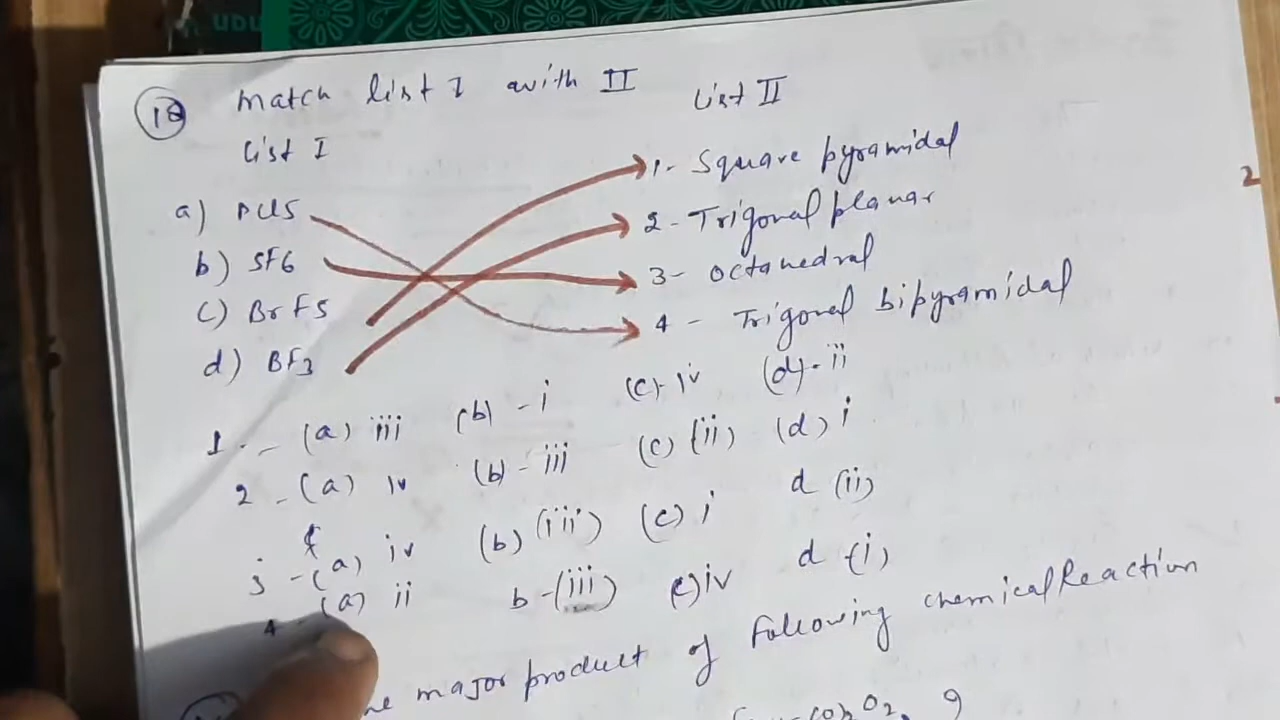 18 Match list I with II
List I
List II
a) PCl5
b) SF6
c) BrF5
d) BF3
1- Square pyramidal
2- Trigonal planar
3- octahedral
4- Trigonal bipyramidal
1 - (a) iii (b) - i (c) - iv (d) - ii
2 - (a) iv (b) - iii (c) (ii) (d) i
3 - (a) iv (b) (iii) (c) i d (ii)
4 - (a) ii b - (iii) (c) iv d (i)
major product of Following chemical Reaction
2